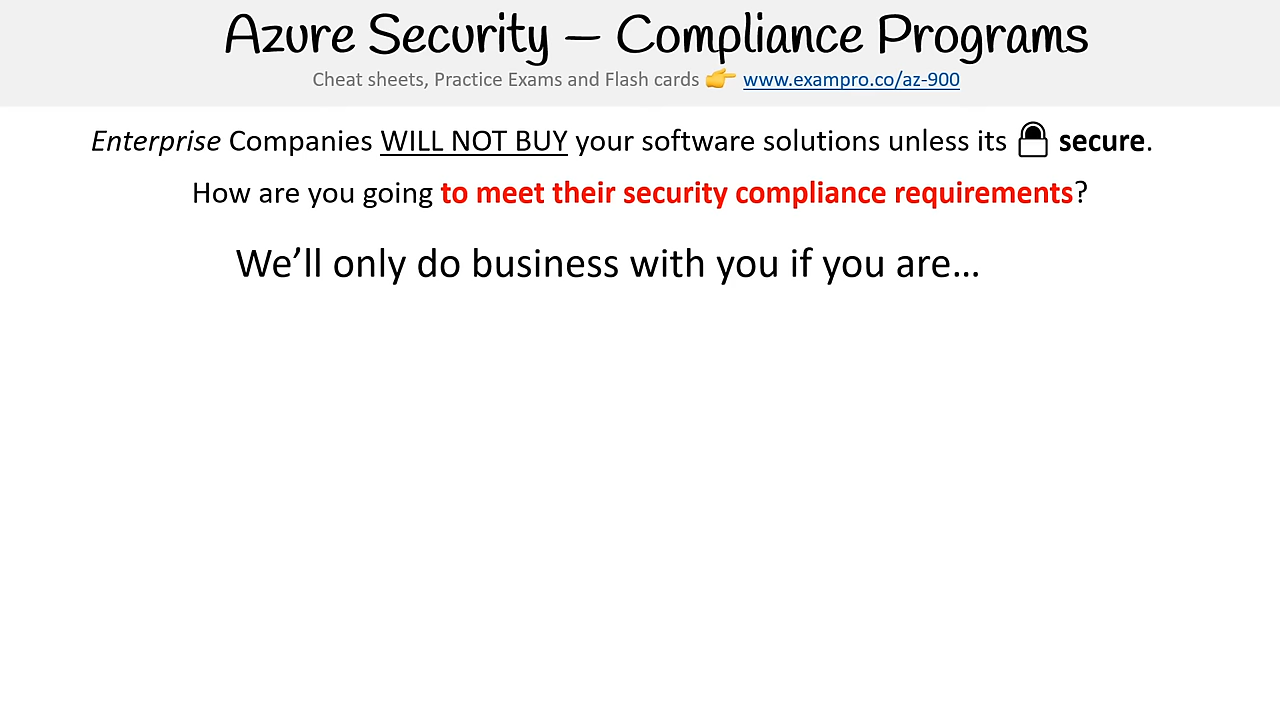 Azure Security – Compliance Programs
Cheat sheets, Practice Exams and Flash cards 👉 www.exampro.co/az-900
Enterprise Companies WILL NOT BUY your software solutions unless its 🔒 secure.
How are you going to meet their security compliance requirements?
We’ll only do business with you if you are…